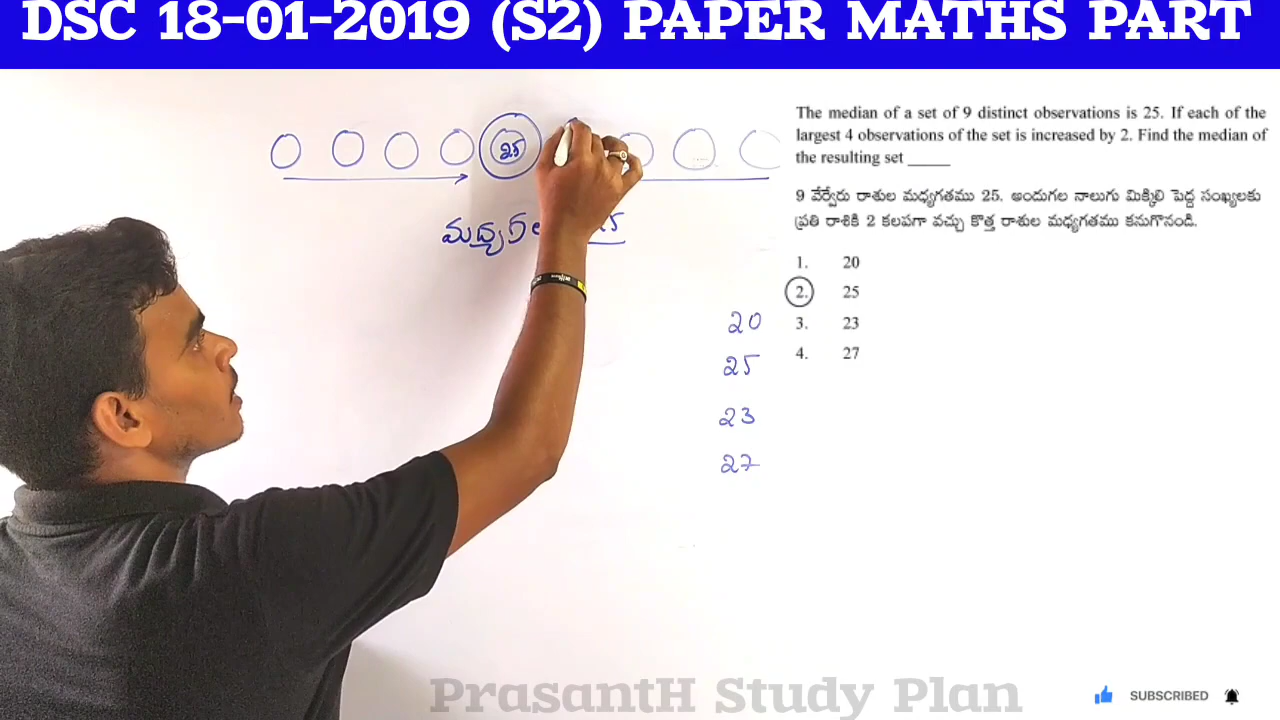 DSC 18-01-2019 (S2) PAPER MATHS PART
25
The median of a set of 9 distinct observations is 25. If each of the
largest 4 observations of the set is increased by 2. Find the median of
the resulting set _____
9 వేర్వేరు రాశుల మధ్యగతము 25. అందుగల నాలుగు మిక్కిలి పెద్ద సంఖ్యలకు
ప్రతి రాశికి 2 కలపగా వచ్చు కొత్త రాశుల మధ్యగతము కనుగొనండి.
1. 20
2. 25
3. 23
4. 27
20
25
23
27
PrasantH Study Plan
SUBSCRIBED